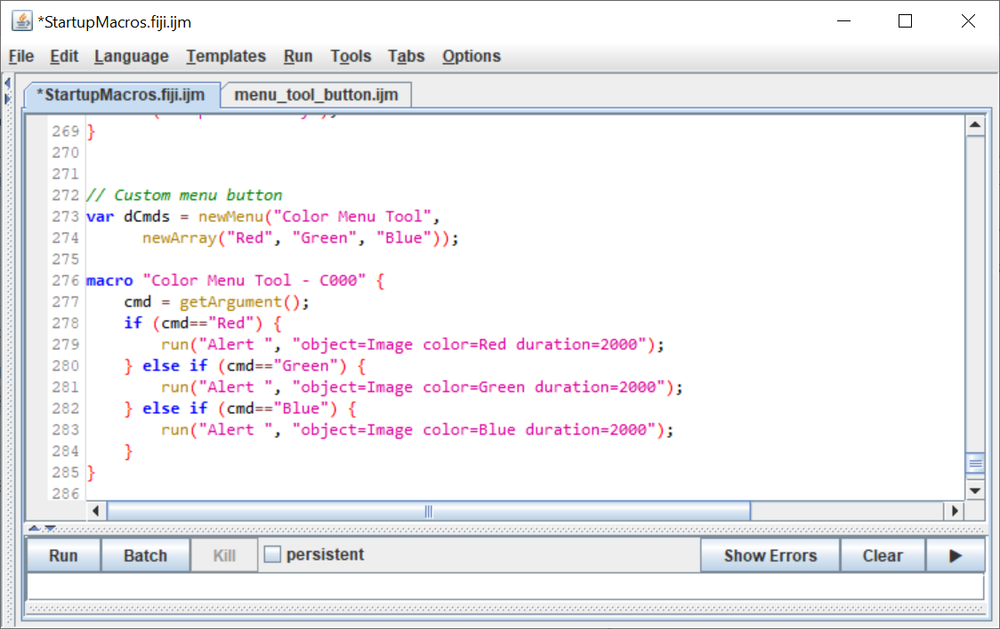 *StartupMacros.fiji.ijm
File Edit Language Templates Run Tools Tabs Options
*StartupMacros.fiji.ijm menu_tool_button.ijm
269 }
270
271
272 // Custom menu button
273 var dCmds = newMenu("Color Menu Tool",
274 newArray("Red", "Green", "Blue"));
275
276 macro "Color Menu Tool - C000" {
277 cmd = getArgument();
278 if (cmd=="Red") {
279 run("Alert ", "object=Image color=Red duration=2000");
280 } else if (cmd=="Green") {
281 run("Alert ", "object=Image color=Green duration=2000");
282 } else if (cmd=="Blue") {
283 run("Alert ", "object=Image color=Blue duration=2000");
284 }
285 }
286
Run Batch Kill persistent Show Errors Clear